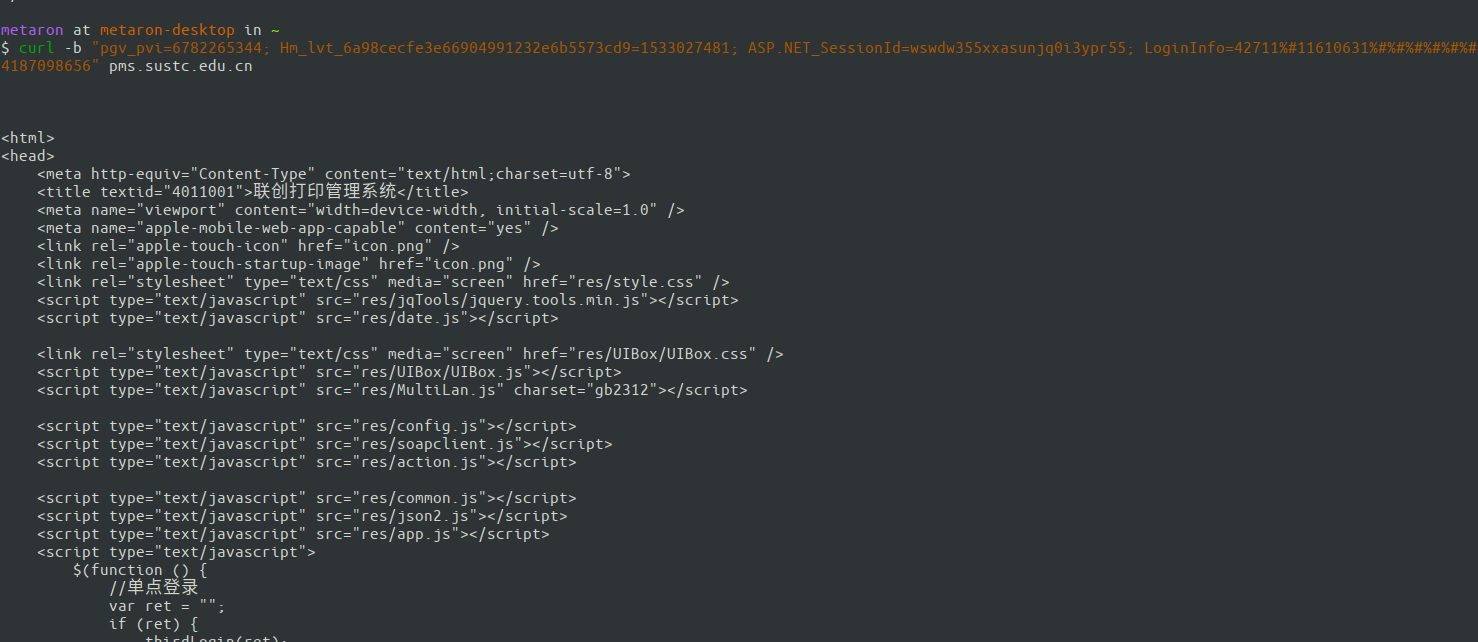 metaron at metaron-desktop in ~
$ curl -b "pgv_pvi=6782265344; Hm_lvt_6a98cecfe3e66904991232e6b5573cd9=1533027481; ASP.NET_SessionId=wswdw355xxasunjq0i3ypr55; LoginInfo=42711%#11610631%#%#%#%#%#%#
4187098656" pms.sustc.edu.cn
<html>
<head>
    <meta http-equiv="Content-Type" content="text/html;charset=utf-8">
    <title textid="4011001">联创打印管理系统</title>
    <meta name="viewport" content="width=device-width, initial-scale=1.0" />
    <meta name="apple-mobile-web-app-capable" content="yes" />
    <link rel="apple-touch-icon" href="icon.png" />
    <link rel="apple-touch-startup-image" href="icon.png" />
    <link rel="stylesheet" type="text/css" media="screen" href="res/style.css" />
    <script type="text/javascript" src="res/jqTools/jquery.tools.min.js"></script>
    <script type="text/javascript" src="res/date.js"></script>
    <link rel="stylesheet" type="text/css" media="screen" href="res/UIBox/UIBox.css" />
    <script type="text/javascript" src="res/UIBox/UIBox.js"></script>
    <script type="text/javascript" src="res/MultiLan.js" charset="gb2312"></script>
    <script type="text/javascript" src="res/config.js"></script>
    <script type="text/javascript" src="res/soapclient.js"></script>
    <script type="text/javascript" src="res/action.js"></script>
    <script type="text/javascript" src="res/common.js"></script>
    <script type="text/javascript" src="res/json2.js"></script>
    <script type="text/javascript" src="res/app.js"></script>
    <script type="text/javascript">
        $(function () {
            //单点登录
            var ret = "";
            if (ret) {
                thirdLogin(ret);